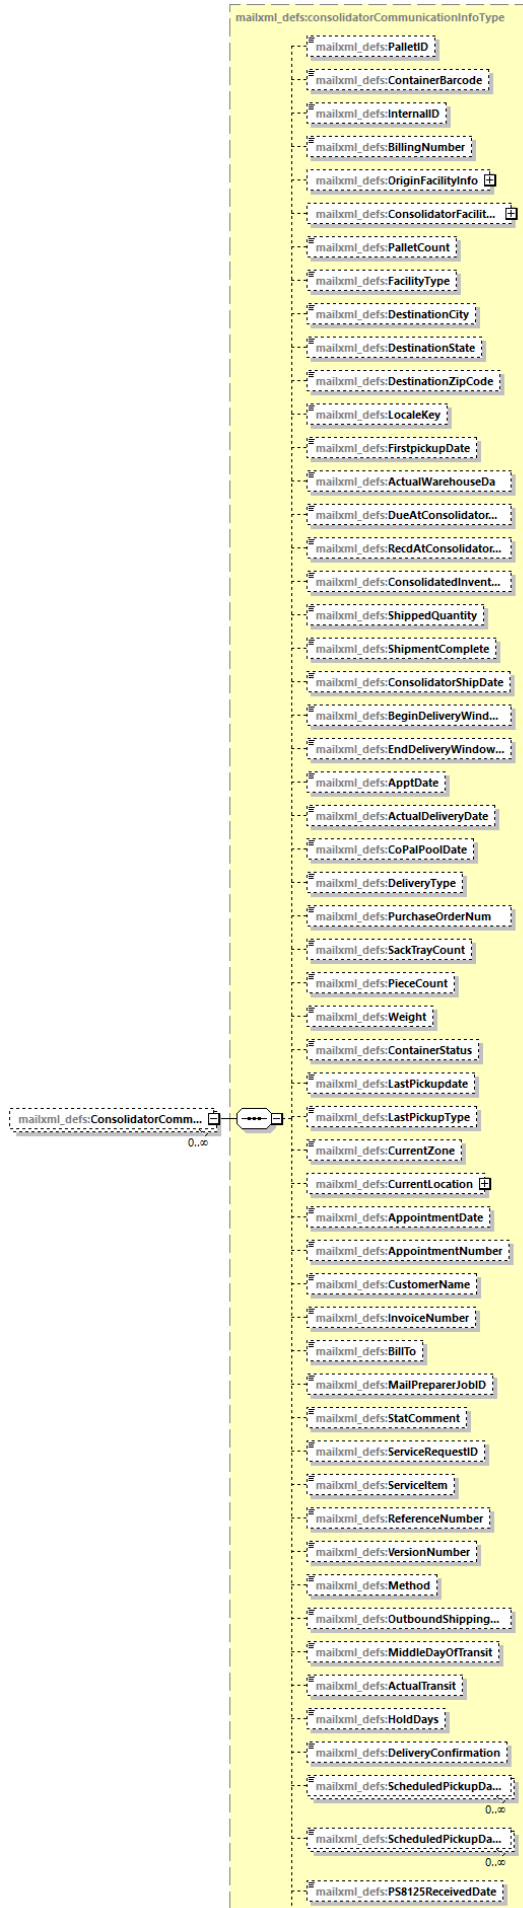 mailxml_defs:consolidatorCommunicationInfoType
mailxml_defs:PalletID
mailxml_defs:ContainerBarcode
mailxml_defs:InternalID
mailxml_defs:BillingNumber
mailxml_defs:OriginFacilityInfo
mailxml_defs:ConsolidatorFacilit...
mailxml_defs:PalletCount
mailxml_defs:FacilityType
mailxml_defs:DestinationCity
mailxml_defs:DestinationState
mailxml_defs:DestinationZipCode
mailxml_defs:LocaleKey
mailxml_defs:FirstpickupDate
mailxml_defs:ActualWarehouseDa
mailxml_defs:DueAtConsolidator...
mailxml_defs:RecdAtConsolidator...
mailxml_defs:ConsolidatedInvent...
mailxml_defs:ShippedQuantity
mailxml_defs:ShipmentComplete
mailxml_defs:ConsolidatorShipDate
mailxml_defs:BeginDeliveryWind...
mailxml_defs:EndDeliveryWindow...
mailxml_defs:ApptDate
mailxml_defs:ActualDeliveryDate
mailxml_defs:CoPalPoolDate
mailxml_defs:DeliveryType
mailxml_defs:PurchaseOrderNum
mailxml_defs:SackTrayCount
mailxml_defs:PieceCount
mailxml_defs:Weight
mailxml_defs:ContainerStatus
mailxml_defs:LastPickupdate
mailxml_defs:ConsolidatorComm...
0..∞
mailxml_defs:LastPickupType
mailxml_defs:CurrentZone
mailxml_defs:CurrentLocation
mailxml_defs:AppointmentDate
mailxml_defs:AppointmentNumber
mailxml_defs:CustomerName
mailxml_defs:InvoiceNumber
mailxml_defs:BillTo
mailxml_defs:MailPreparerJobID
mailxml_defs:StatComment
mailxml_defs:ServiceRequestID
mailxml_defs:ServiceItem
mailxml_defs:ReferenceNumber
mailxml_defs:VersionNumber
mailxml_defs:Method
mailxml_defs:OutboundShipping...
mailxml_defs:MiddleDayOfTransit
mailxml_defs:ActualTransit
mailxml_defs:HoldDays
mailxml_defs:DeliveryConfirmation
mailxml_defs:ScheduledPickupDa...
0..∞
mailxml_defs:ScheduledPickupDa...
0..∞
mailxml_defs:PS8125ReceivedDate